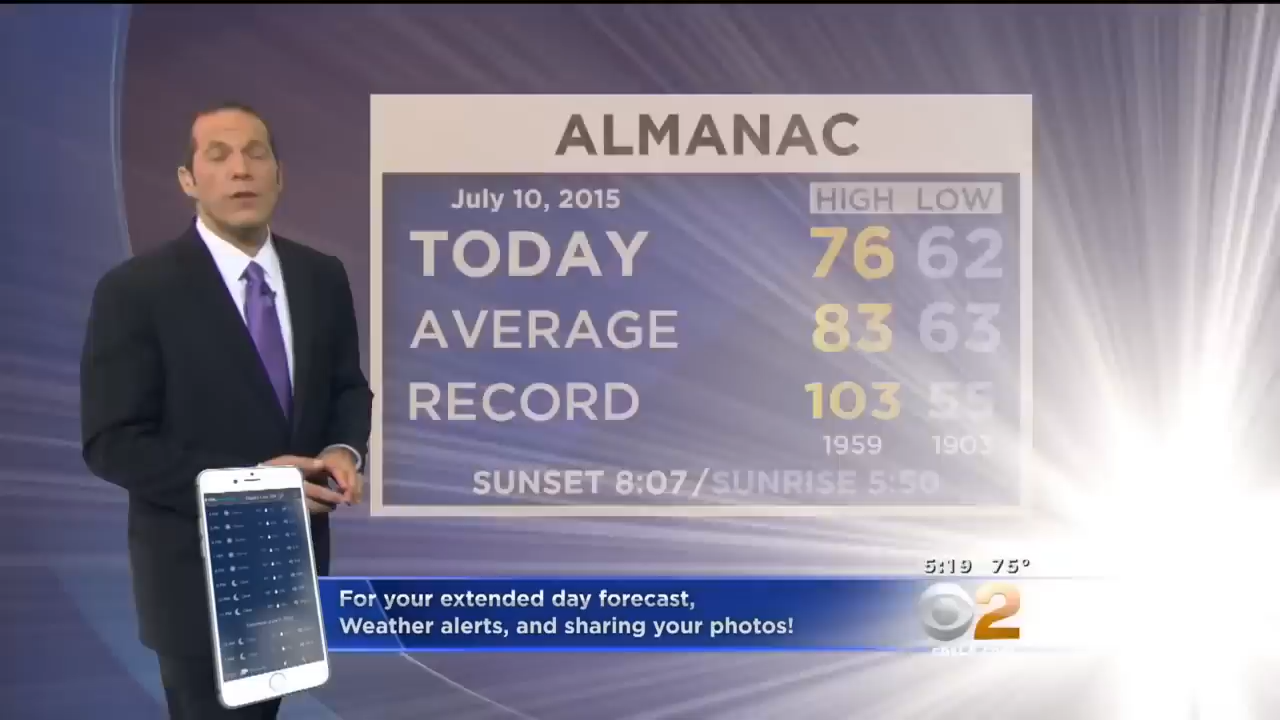 ALMANAC
July 10, 2015 HIGH LOW
TODAY 76 62
AVERAGE 83 63
RECORD 103 55
1959 1903
SUNSET 8:07/SUNRISE 5:50
5:19 75°
For your extended day forecast,
Weather alerts, and sharing your photos!
2